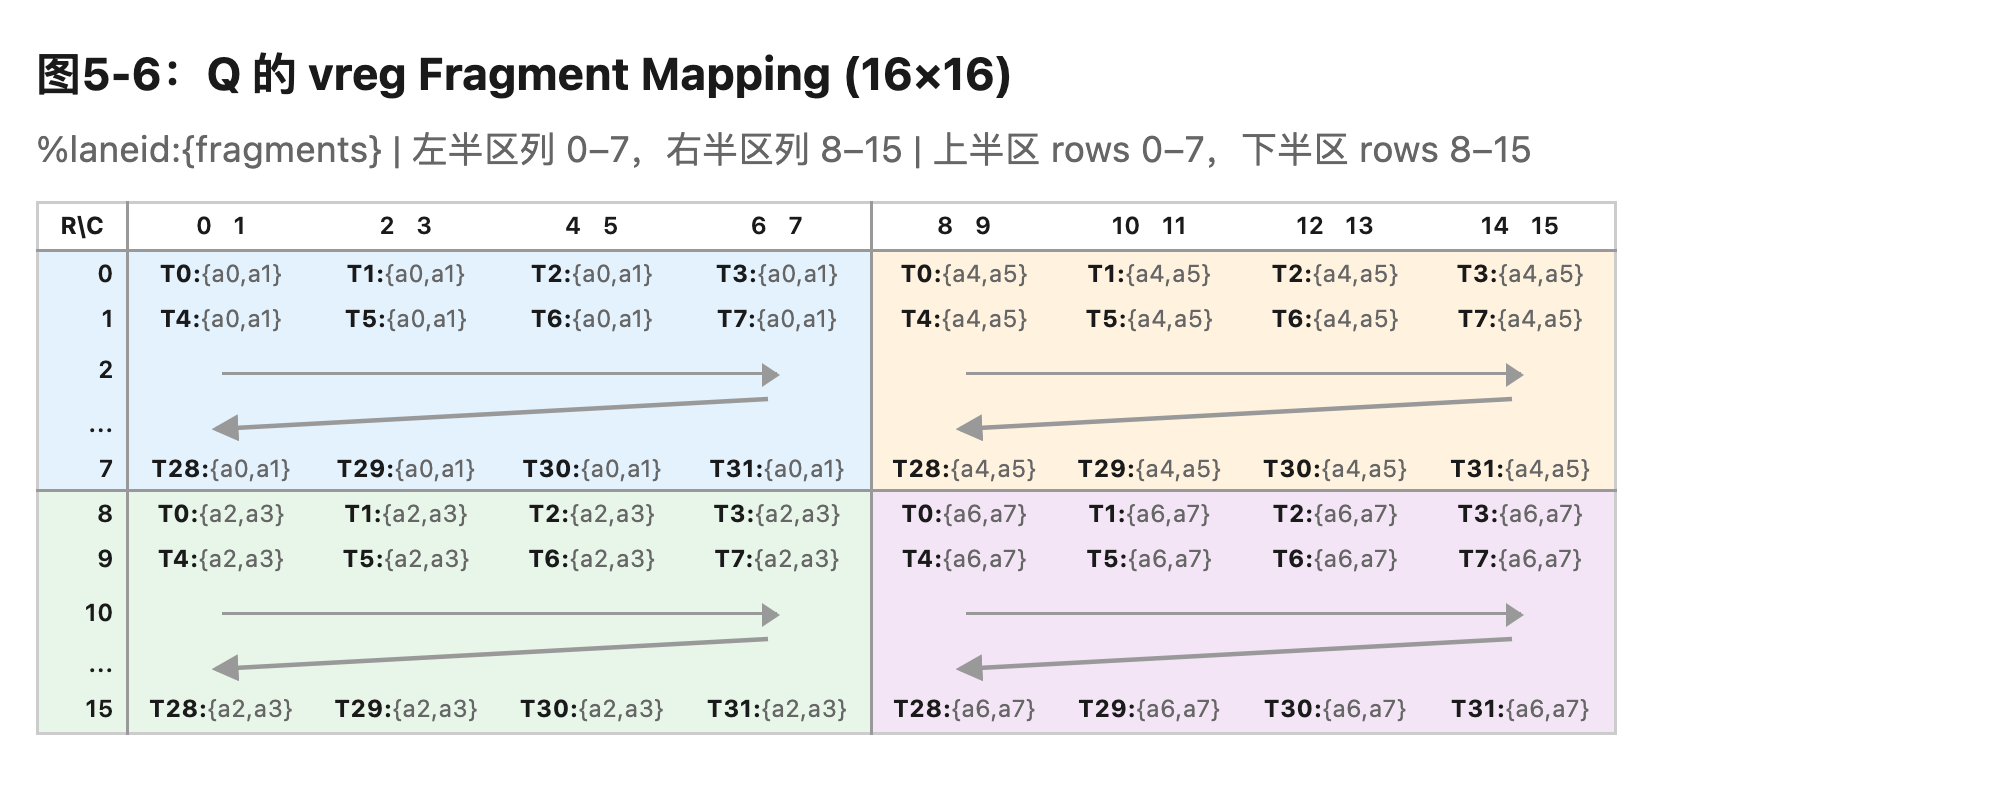 图5-6：Q 的 vreg Fragment Mapping (16×16)
%laneid:{fragments} | 左半区列 0–7，右半区列 8–15 | 上半区 rows 0–7，下半区 rows 8–15
R\C 0 1 2 3 4 5 6 7 8 9 10 11 12 13 14 15
0 T0:{a0,a1} T1:{a0,a1} T2:{a0,a1} T3:{a0,a1} T0:{a4,a5} T1:{a4,a5} T2:{a4,a5} T3:{a4,a5}
1 T4:{a0,a1} T5:{a0,a1} T6:{a0,a1} T7:{a0,a1} T4:{a4,a5} T5:{a4,a5} T6:{a4,a5} T7:{a4,a5}
2
...
7 T28:{a0,a1} T29:{a0,a1} T30:{a0,a1} T31:{a0,a1} T28:{a4,a5} T29:{a4,a5} T30:{a4,a5} T31:{a4,a5}
8 T0:{a2,a3} T1:{a2,a3} T2:{a2,a3} T3:{a2,a3} T0:{a6,a7} T1:{a6,a7} T2:{a6,a7} T3:{a6,a7}
9 T4:{a2,a3} T5:{a2,a3} T6:{a2,a3} T7:{a2,a3} T4:{a6,a7} T5:{a6,a7} T6:{a6,a7} T7:{a6,a7}
10
...
15 T28:{a2,a3} T29:{a2,a3} T30:{a2,a3} T31:{a2,a3} T28:{a6,a7} T29:{a6,a7} T30:{a6,a7} T31:{a6,a7}